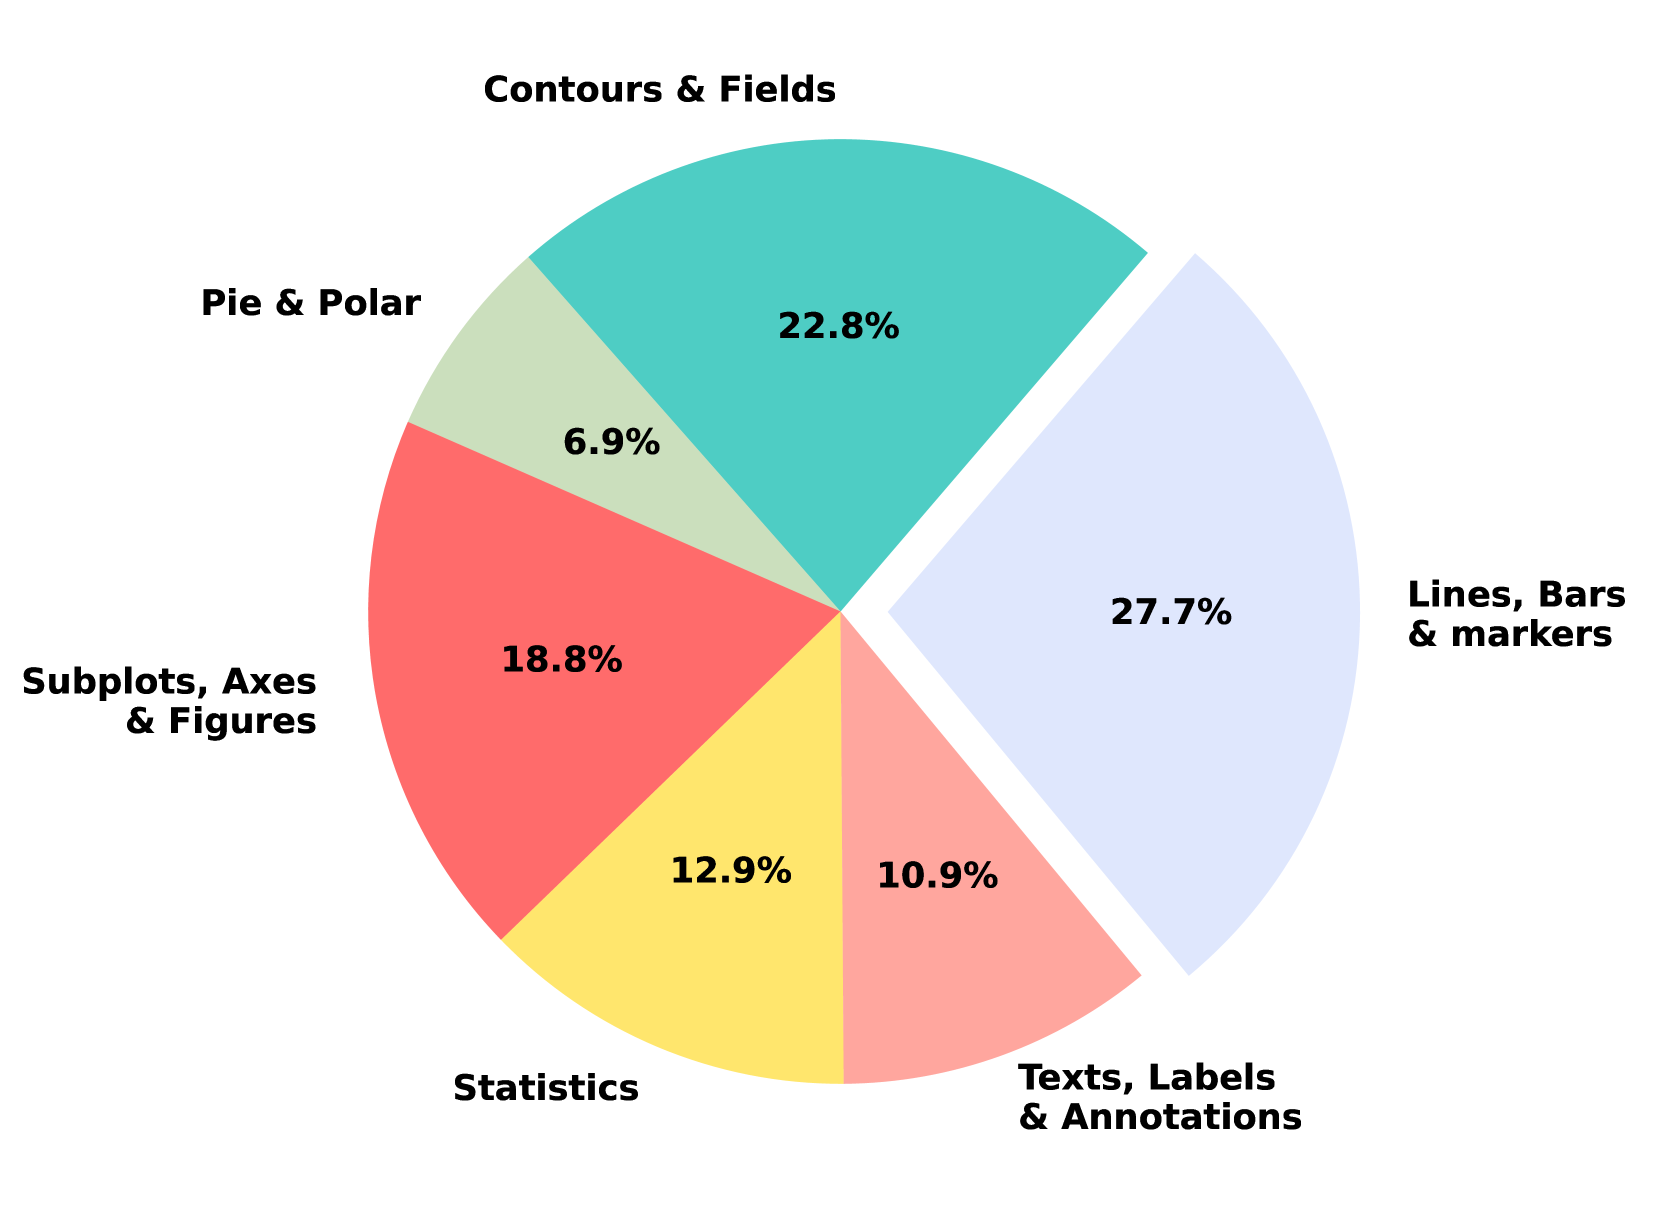 Contours & Fields
22.8%
Pie & Polar
6.9%
27.7%
Lines, Bars
& markers
18.8%
Subplots, Axes
& Figures
12.9%
10.9%
Statistics
Texts, Labels
& Annotations